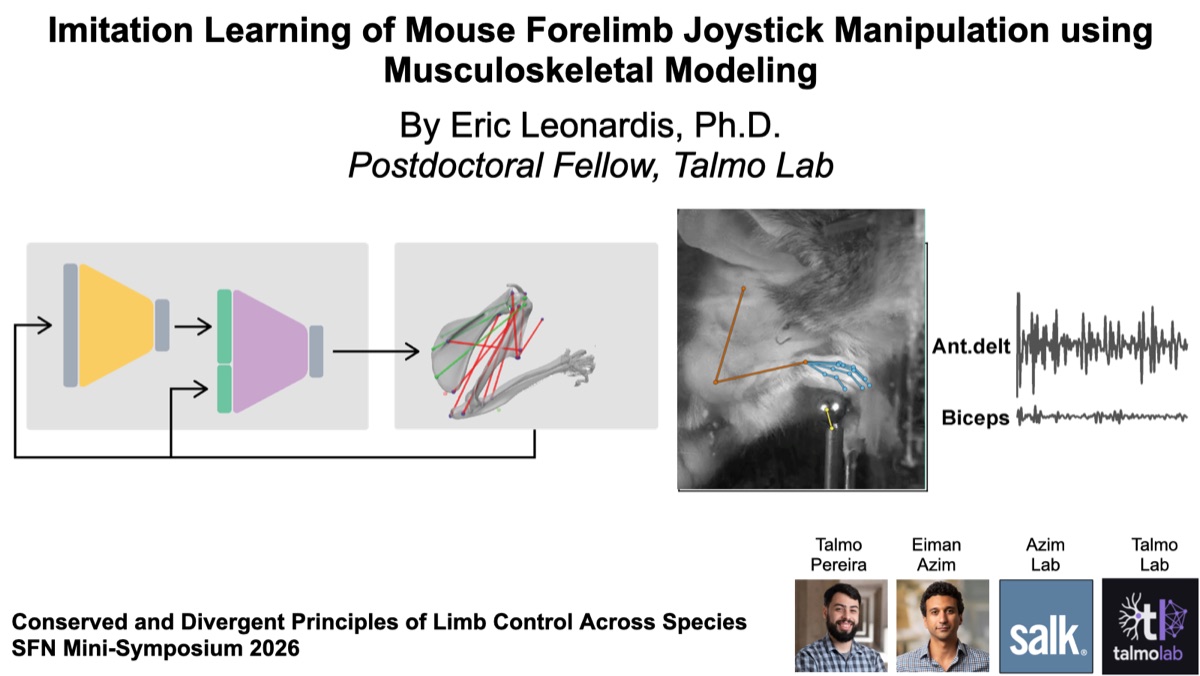 Imitation Learning of Mouse Forelimb Joystick Manipulation using
Musculoskeletal Modeling
By Eric Leonardis, Ph.D.
Postdoctoral Fellow, Talmo Lab
Ant.delt
Biceps
Talmo
Pereira
Eiman
Azim
Azim
Lab
Talmo
Lab
salk®
tl
talmolab
Conserved and Divergent Principles of Limb Control Across Species
SFN Mini-Symposium 2026